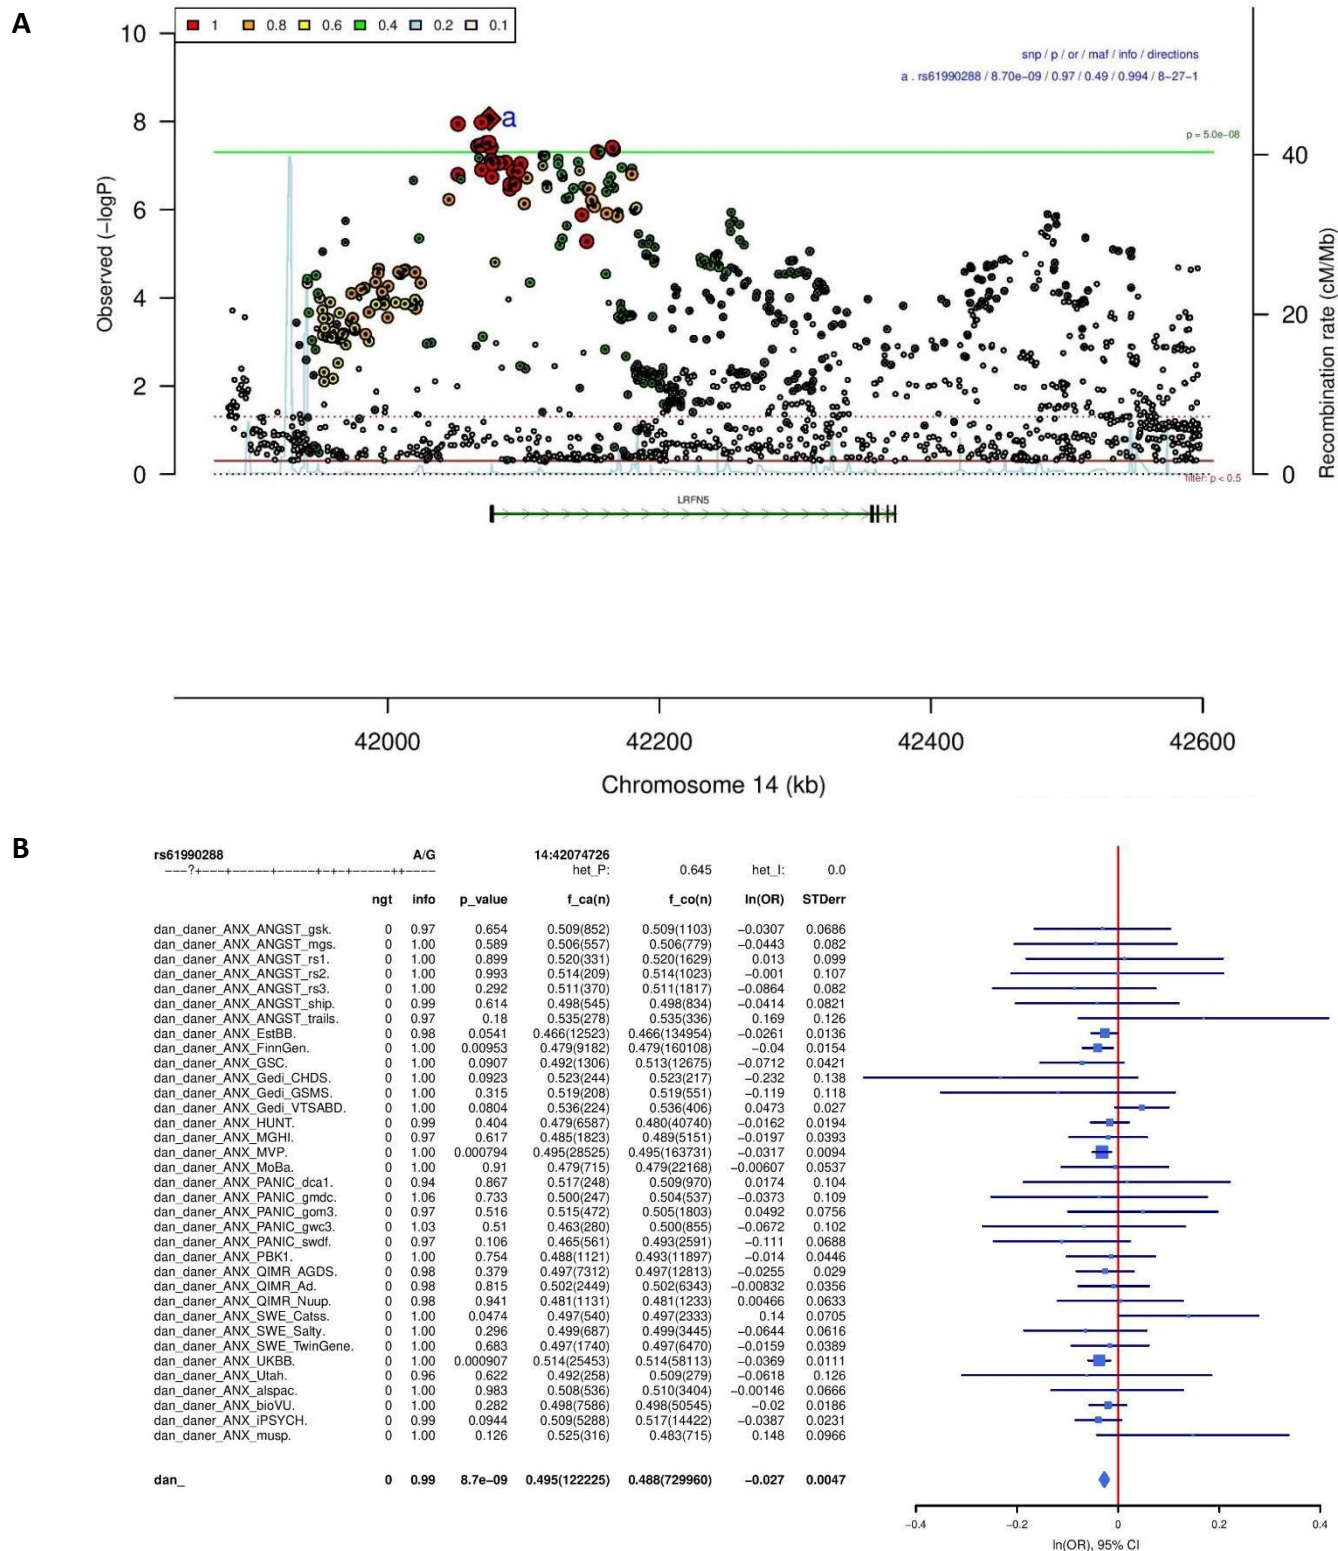 A
1 0.8 0.6 0.4 0.2 0.1
snp / p / or / maf / info / directions
a . rs61990288 / 8.70e−09 / 0.97 / 0.49 / 0.994 / 8−27−1
a
p = 5.0e−08
10
8
6
4
2
0
Observed (−logP)
40
20
0
Recombination rate (cM/Mb)
filter: p < 0.5
LRFN5
42000 42200 42400 42600
Chromosome 14 (kb)
B
rs61990288 A/G 14:42074726
het_P: 0.645 het_I: 0.0
ngt info p_value f_ca(n) f_co(n) ln(OR) STDerr
dan_daner_ANX_ANGST_gsk. 0 0.97 0.654 0.509(852) 0.509(1103) −0.0307 0.0686
dan_daner_ANX_ANGST_mgs. 0 1.00 0.589 0.506(557) 0.506(779) −0.0443 0.082
dan_daner_ANX_ANGST_rs1. 0 1.00 0.899 0.520(331) 0.520(1629) 0.013 0.099
dan_daner_ANX_ANGST_rs2. 0 1.00 0.993 0.514(209) 0.514(1023) −0.001 0.107
dan_daner_ANX_ANGST_rs3. 0 1.00 0.292 0.511(370) 0.511(1817) −0.0864 0.082
dan_daner_ANX_ANGST_ship. 0 0.99 0.614 0.498(545) 0.498(834) −0.0414 0.0821
dan_daner_ANX_ANGST_trails. 0 0.97 0.18 0.535(278) 0.535(336) 0.169 0.126
dan_daner_ANX_EstBB. 0 0.98 0.0541 0.466(12523) 0.466(134954) −0.0261 0.0136
dan_daner_ANX_FinnGen. 0 1.00 0.00953 0.479(9182) 0.479(160108) −0.04 0.0154
dan_daner_ANX_GSC. 0 1.00 0.0907 0.492(1306) 0.513(12675) −0.0712 0.0421
dan_daner_ANX_Gedi_CHDS. 0 1.00 0.0923 0.523(244) 0.523(217) −0.232 0.138
dan_daner_ANX_Gedi_GSMS. 0 1.00 0.315 0.519(208) 0.519(551) −0.119 0.118
dan_daner_ANX_Gedi_VTSABD. 0 1.00 0.0804 0.536(224) 0.536(406) 0.0473 0.027
dan_daner_ANX_HUNT. 0 0.99 0.404 0.479(6587) 0.480(40740) −0.0162 0.0194
dan_daner_ANX_MGHI. 0 0.97 0.617 0.485(1823) 0.489(5151) −0.0197 0.0393
dan_daner_ANX_MVP. 0 1.00 0.000794 0.495(28525) 0.495(163731) −0.0317 0.0094
dan_daner_ANX_MoBa. 0 1.00 0.91 0.479(715) 0.479(22168) −0.00607 0.0537
dan_daner_ANX_PANIC_dca1. 0 0.94 0.867 0.517(248) 0.509(970) 0.0174 0.104
dan_daner_ANX_PANIC_gmdc. 0 1.06 0.733 0.500(247) 0.504(537) −0.0373 0.109
dan_daner_ANX_PANIC_gom3. 0 0.97 0.516 0.515(472) 0.505(1803) 0.0492 0.0756
dan_daner_ANX_PANIC_gwc3. 0 1.03 0.51 0.463(280) 0.500(855) −0.0672 0.102
dan_daner_ANX_PANIC_swdf. 0 0.97 0.106 0.465(561) 0.493(2591) −0.111 0.0688
dan_daner_ANX_PBK1. 0 1.00 0.754 0.488(1121) 0.493(11897) −0.014 0.0446
dan_daner_ANX_QIMR_AGDS. 0 0.98 0.379 0.497(7312) 0.497(12813) −0.0255 0.029
dan_daner_ANX_QIMR_Ad. 0 0.98 0.815 0.502(2449) 0.502(6343) −0.00832 0.0356
dan_daner_ANX_QIMR_Nuup. 0 0.98 0.941 0.481(1131) 0.481(1233) 0.00466 0.0633
dan_daner_ANX_SWE_Catss. 0 1.00 0.0474 0.497(540) 0.497(2333) 0.14 0.0705
dan_daner_ANX_SWE_Salty. 0 1.00 0.296 0.499(687) 0.499(3445) −0.0644 0.0616
dan_daner_ANX_SWE_TwinGene. 0 1.00 0.683 0.497(1740) 0.497(6470) −0.0159 0.0389
dan_daner_ANX_UKBB. 0 1.00 0.000907 0.514(25453) 0.514(58113) −0.0369 0.0111
dan_daner_ANX_Utah. 0 0.96 0.622 0.492(258) 0.509(279) −0.0618 0.126
dan_daner_ANX_alspac. 0 1.00 0.983 0.508(536) 0.510(3404) −0.00146 0.0666
dan_daner_ANX_bioVU. 0 1.00 0.282 0.498(7586) 0.498(50545) −0.02 0.0186
dan_daner_ANX_iPSYCH. 0 0.99 0.0944 0.509(5288) 0.517(14422) −0.0387 0.0231
dan_daner_ANX_musp. 0 1.00 0.126 0.525(316) 0.483(715) 0.148 0.0966
dan_ 0 0.99 8.7e−09 0.495(122225) 0.488(729960) −0.027 0.0047
−0.4 −0.2 0 0.2 0.4
ln(OR), 95% CI